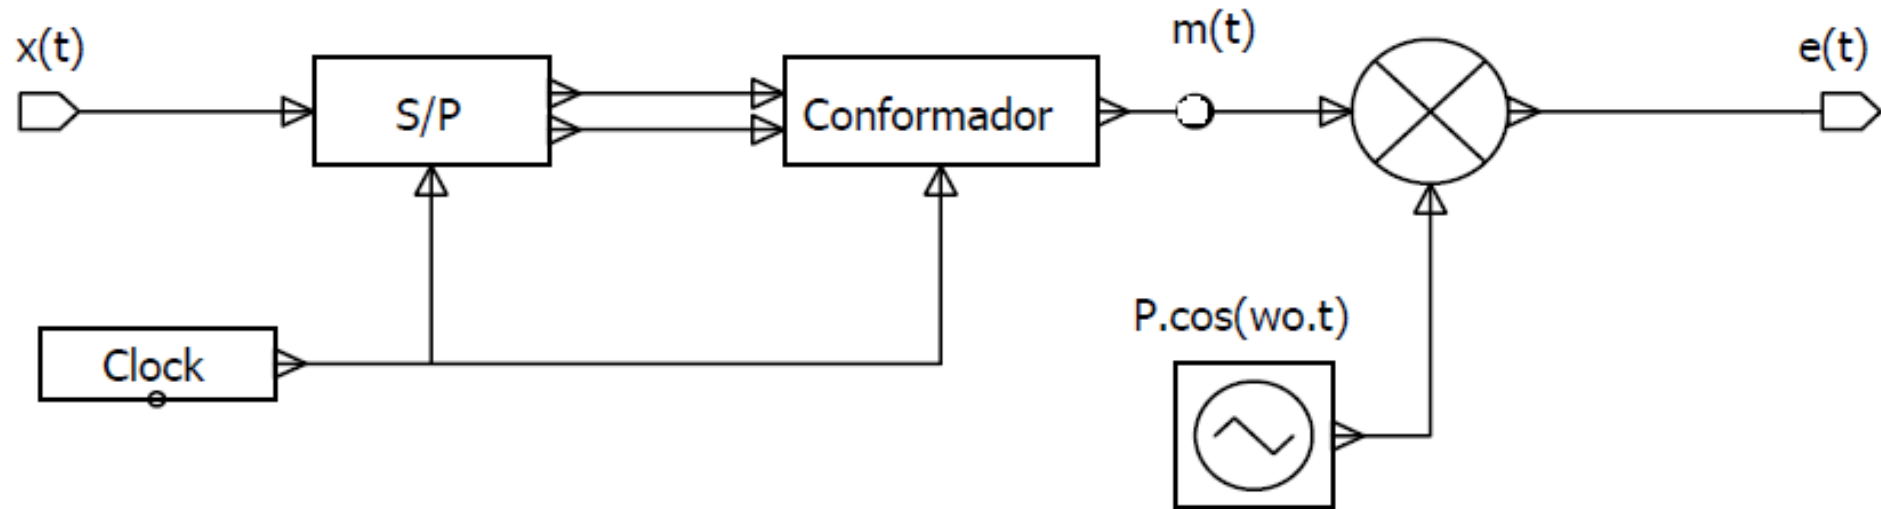 x(t)
S/P
Conformador
m(t)
e(t)
P.cos(wo.t)
Clock